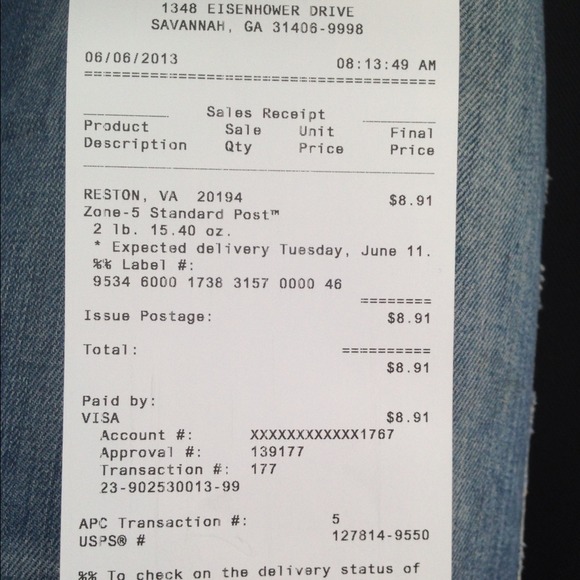 1348 EISENHOWER DRIVE
SAVANNAH, GA 31406-9998
06/06/2013 08:13:49 AM
=======================================
Sales Receipt
Product Sale Unit Final
Description Qty Price Price
RESTON, VA 20194 $8.91
Zone-5 Standard Post™
2 lb. 15.40 oz.
* Expected delivery Tuesday, June 11.
%% Label #:
9534 6000 1738 3157 0000 46
========
Issue Postage: $8.91
Total: ==========
$8.91
Paid by:
VISA $8.91
Account #: XXXXXXXXXXXX1767
Approval #: 139177
Transaction #: 177
23-902530013-99
APC Transaction #: 5
USPS® # 127814-9550
%% To check on the delivery status of